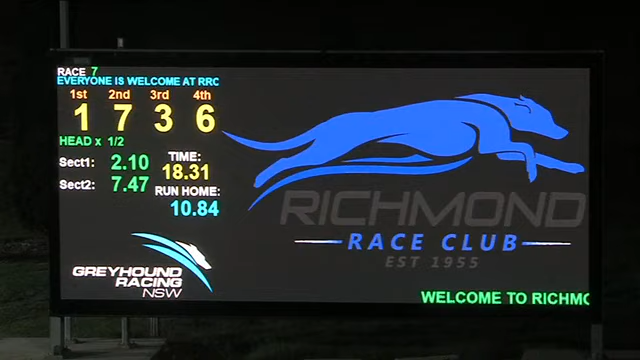 RACE 7
EVERYONE IS WELCOME AT RRC
1st 2nd 3rd 4th
1 7 3 6
HEAD x 1/2
Sect1: 2.10
TIME:
18.31
Sect2: 7.47
RUN HOME:
10.84
GREYHOUND
RACING
NSW
RICHMOND
RACE CLUB
EST 1955
WELCOME TO RICHMO